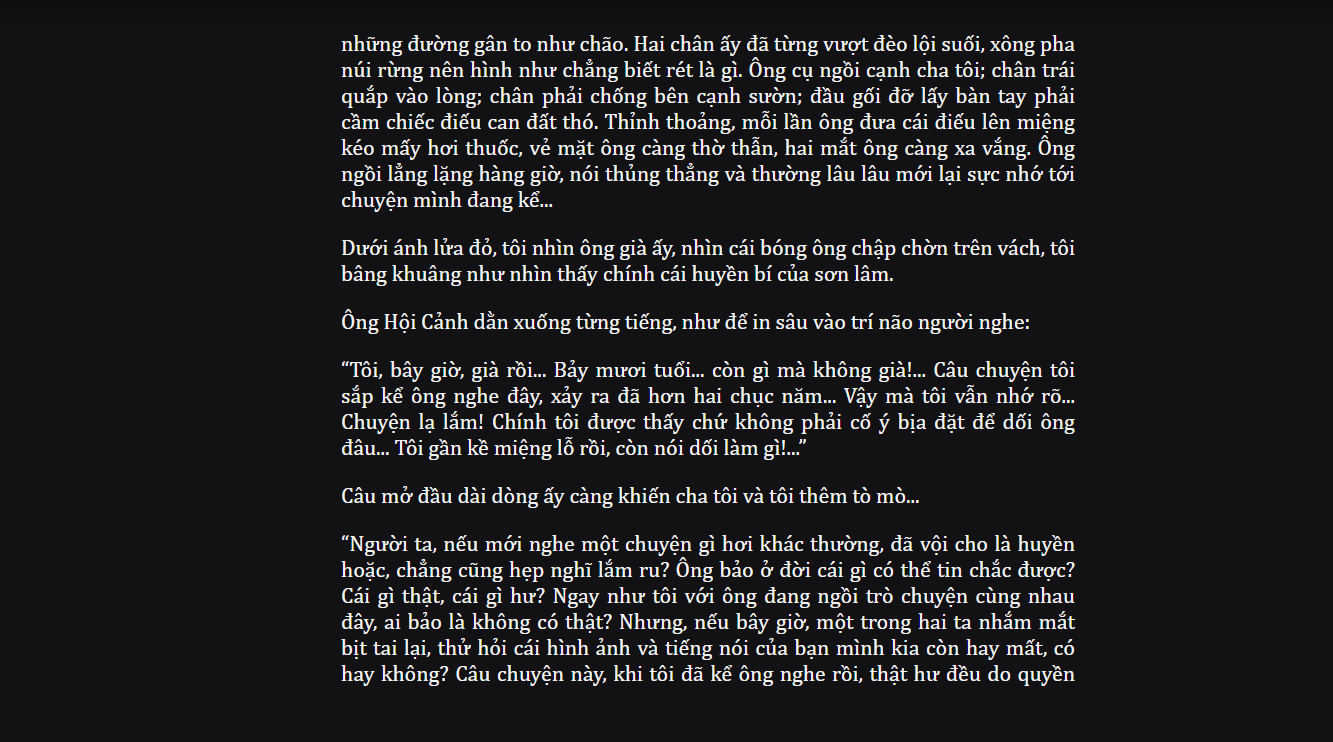 những đường gân to như chão. Hai chân ấy đã từng vượt đèo lội suối, xông pha
núi rừng nên hình như chẳng biết rét là gì. Ông cụ ngồi cạnh cha tôi; chân trái
quắp vào lòng; chân phải chống bên cạnh sườn; đầu gối đỡ lấy bàn tay phải
cầm chiếc điếu can đất thó. Thỉnh thoảng, mỗi lần ông đưa cái điếu lên miệng
kéo mấy hơi thuốc, vẻ mặt ông càng thờ thẫn, hai mắt ông càng xa vắng. Ông
ngồi lẳng lặng hàng giờ, nói thủng thẳng và thường lâu lâu mới lại sực nhớ tới
chuyện mình đang kể...
Dưới ánh lửa đỏ, tôi nhìn ông già ấy, nhìn cái bóng ông chập chờn trên vách, tôi
bâng khuâng như nhìn thấy chính cái huyền bí của sơn lâm.
Ông Hội Cảnh dằn xuống từng tiếng, như để in sâu vào trí não người nghe:
“Tôi, bây giờ, già rồi... Bảy mươi tuổi... còn gì mà không già!... Câu chuyện tôi
sắp kể ông nghe đây, xảy ra đã hơn hai chục năm... Vậy mà tôi vẫn nhớ rõ...
Chuyện lạ lắm! Chính tôi được thấy chứ không phải cố ý bịa đặt để dối ông
đâu... Tôi gần kề miệng lỗ rồi, còn nói dối làm gì!...”
Câu mở đầu dài dòng ấy càng khiến cha tôi và tôi thêm tò mò...
“Người ta, nếu mới nghe một chuyện gì hơi khác thường, đã vội cho là huyền
hoặc, chẳng cũng hẹp nghĩ lắm ru? Ông bảo ở đời cái gì có thể tin chắc được?
Cái gì thật, cái gì hư? Ngay như tôi với ông đang ngồi trò chuyện cùng nhau
đây, ai bảo là không có thật? Nhưng, nếu bây giờ, một trong hai ta nhắm mắt
bịt tai lại, thử hỏi cái hình ảnh và tiếng nói của bạn mình kia còn hay mất, có
hay không? Câu chuyện này, khi tôi đã kể ông nghe rồi, thật hư đều do quyền